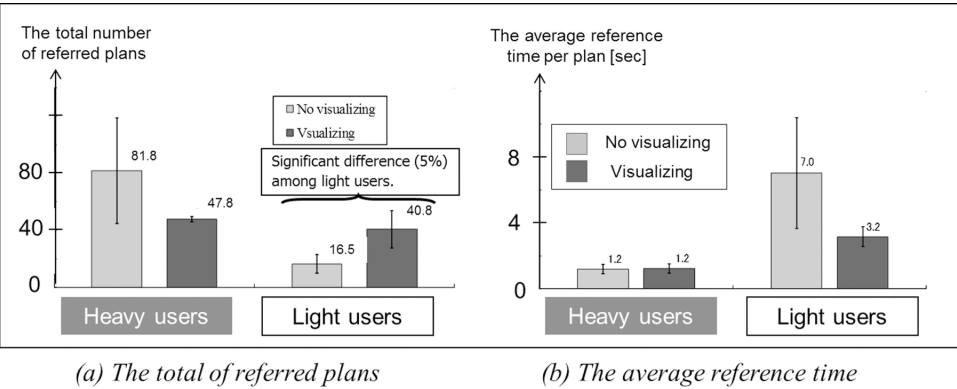 The total number
of referred plans
80
40
0
81.8
47.8
16.5
40.8
No visualizing
Vsualizing
Significant difference (5%)
among light users.
Heavy users
Light users
(a) The total of referred plans
The average reference
time per plan [sec]
8
4
0
No visualizing
Visualizing
1.2
1.2
7.0
3.2
Heavy users
Light users
(b) The average reference time